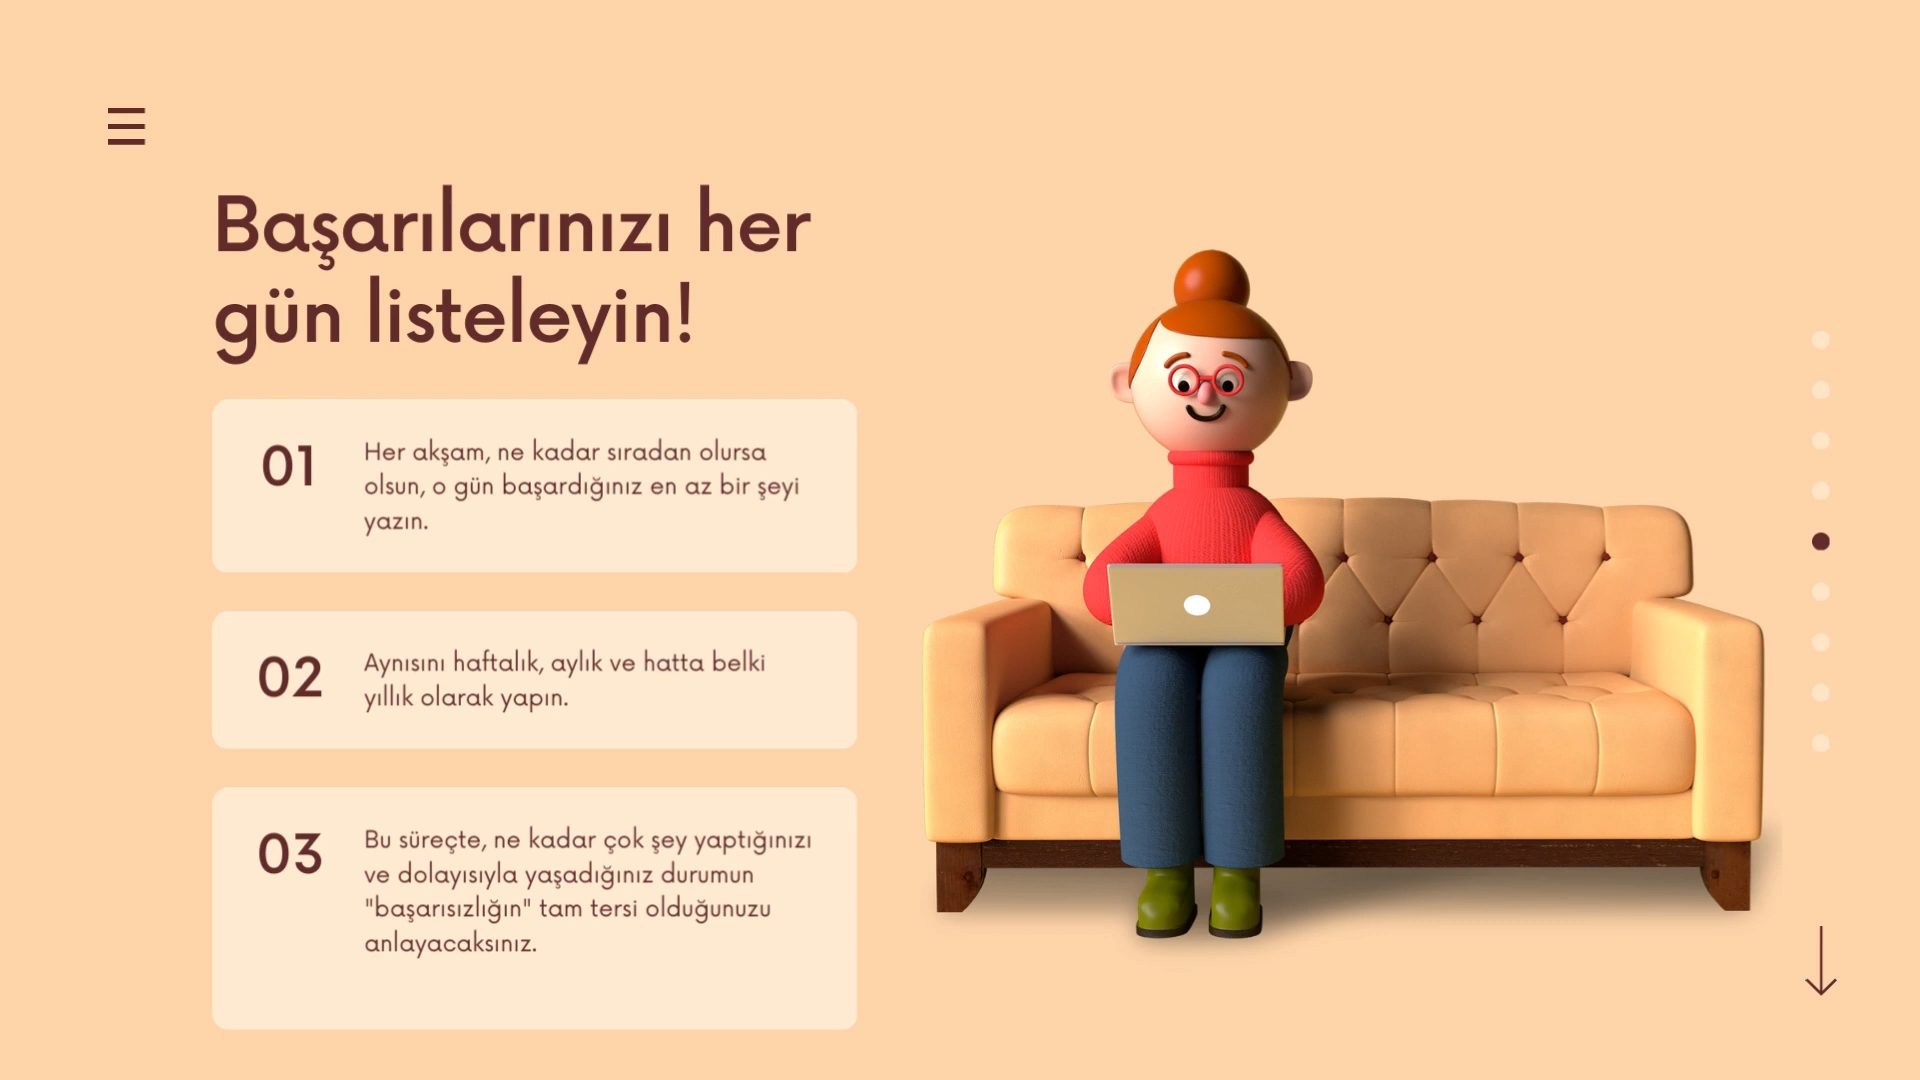 Başarılarınızı her
gün listeleyin!
01
Her akşam, ne kadar sıradan olursa
olsun, o gün başardığınız en az bir şeyi
yazın.
02
Aynısını haftalık, aylık ve hatta belki
yıllık olarak yapın.
03
Bu süreçte, ne kadar çok şey yaptığınızı
ve dolayısıyla yaşadığınız durumun
"başarısızlığın" tam tersi olduğunuzu
anlayacaksınız.